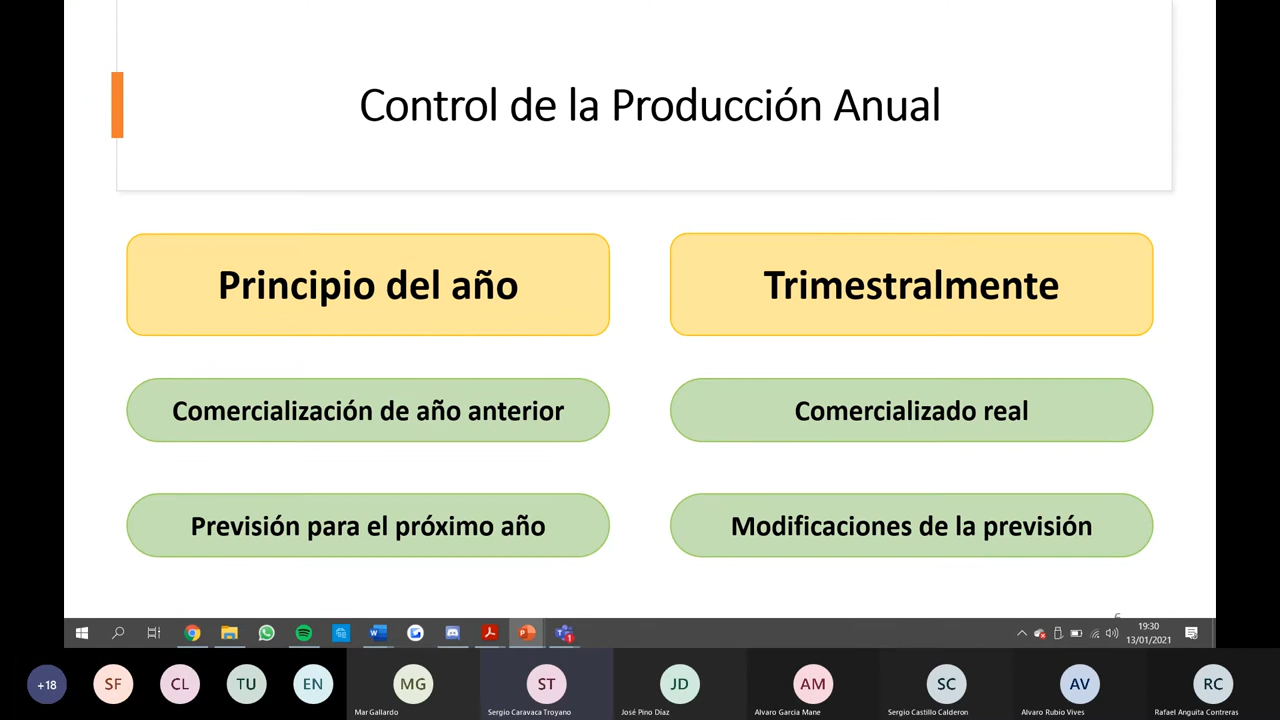 Control de la Producción Anual
Principio del año
Trimestralmente
Comercialización de año anterior
Comercializado real
Previsión para el próximo año
Modificaciones de la previsión
19:30
13/01/2021
+18
SF
CL
TU
EN
MG
ST
JD
AM
SC
AV
RC
Mar Gallardo
Sergio Caravaca Troyano
José Pino Díaz
Alvaro Garcia Mane
Sergio Castillo Calderon
Alvaro Rubio Vives
Rafael Anguita Contreras